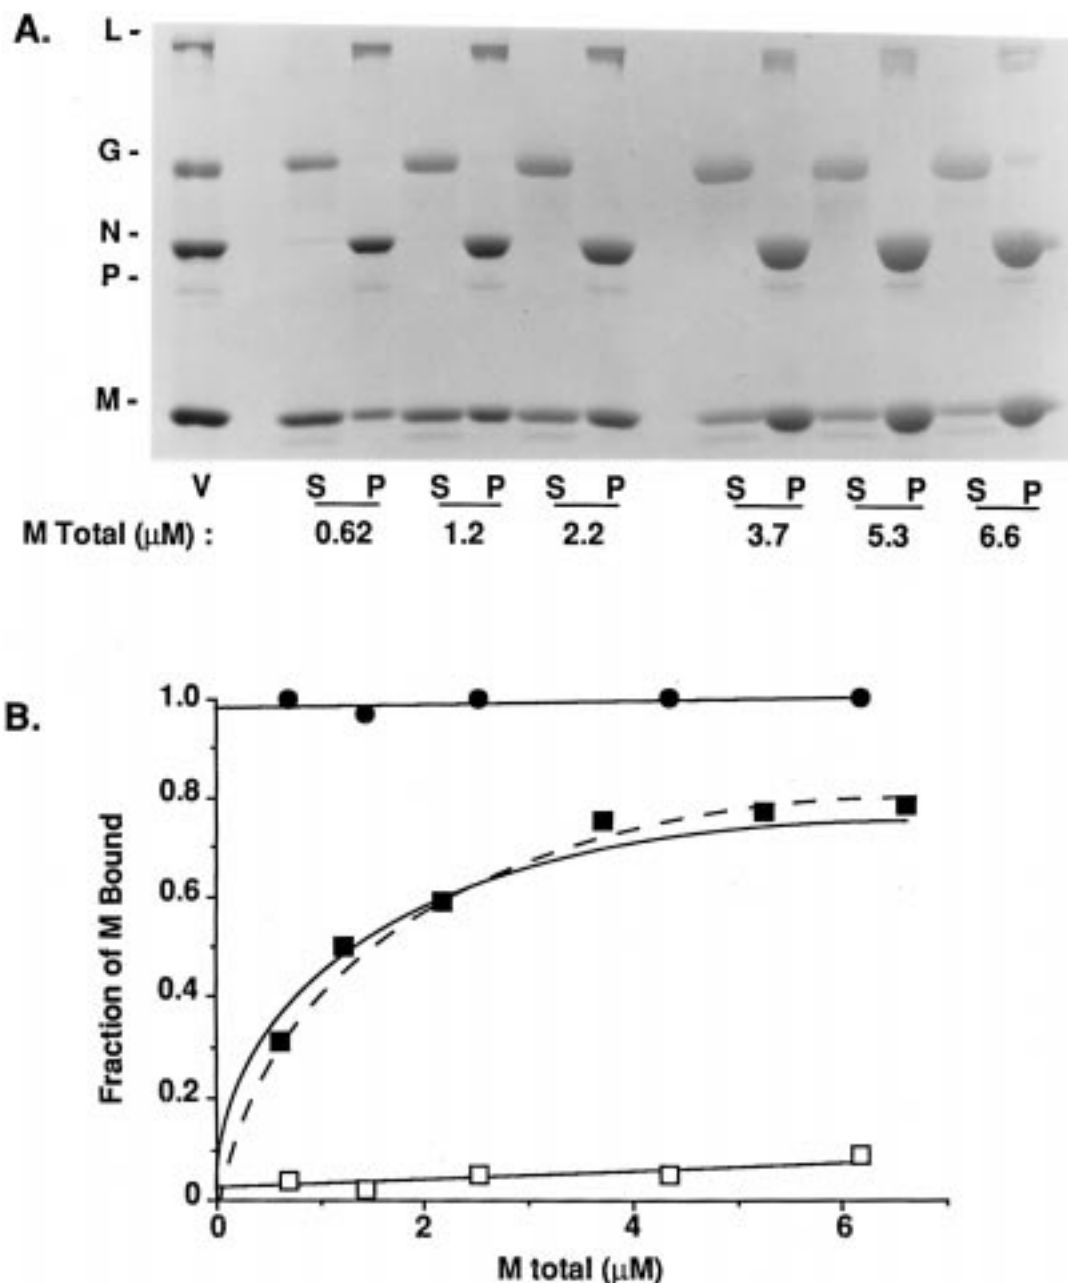 A.
L -
G -
N -
P -
M -
V S P S P S P S P S P S P
M Total (μM) : 0.62 1.2 2.2 3.7 5.3 6.6
B.
1.0
0.8
0.6
0.4
0.2
0
Fraction of M Bound
0 2 4 6
M total (μM)